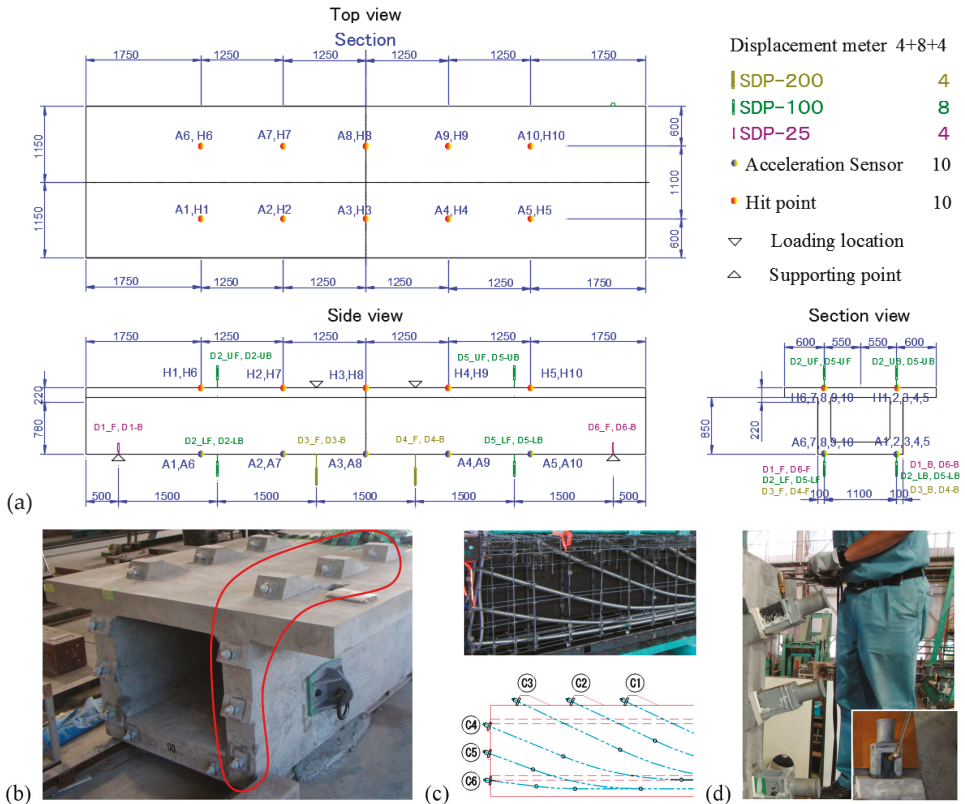 Top view
Section
1750 1250 1250 1250 1250 1750
A6, H6 A7, H7 A8, H8 A9, H9 A10, H10
A1, H1 A2, H2 A3, H3 A4, H4 A5, H5
1150
1150
600
1100
600
1750 1250 1250 1250 1250 1750
Displacement meter 4+8+4
SDP-200 4
SDP-100 8
SDP-25 4
Acceleration Sensor 10
Hit point 10
Loading location
Supporting point
Side view
1750 1250 1250 1250 1250 1750
D2_UF, D2-UB D5_UF, D5-UB
H1, H6 H2, H7 H3, H8 H4, H9 H5, H10
220
780
D1_F, D1-B D2_LF, D2-LB D3_F, D3-B D4_F, D4-B D5_LF, D5-LB D6_F, D6-B
A1, A6 A2, A7 A3, A8 A4, A9 A5, A10
500 1500 1500 1500 1500 1500 500
Section view
600 550 550 600
D2_UF, D5-UF D2_UB, D5-UB
H6,7,8,9,10 H1,2,3,4,5
850
220
A6,7,8,9,10 A1,2,3,4,5
D1_F, D6-F D1_B, D6-B
D2_LF, D5-LF D2_LB, D5-LB
D3_F, D4-F D3_B, D4-B
100 1100 100
(a)
C3 C2 C1
C4
C5
C6
(b)
(c)
(d)